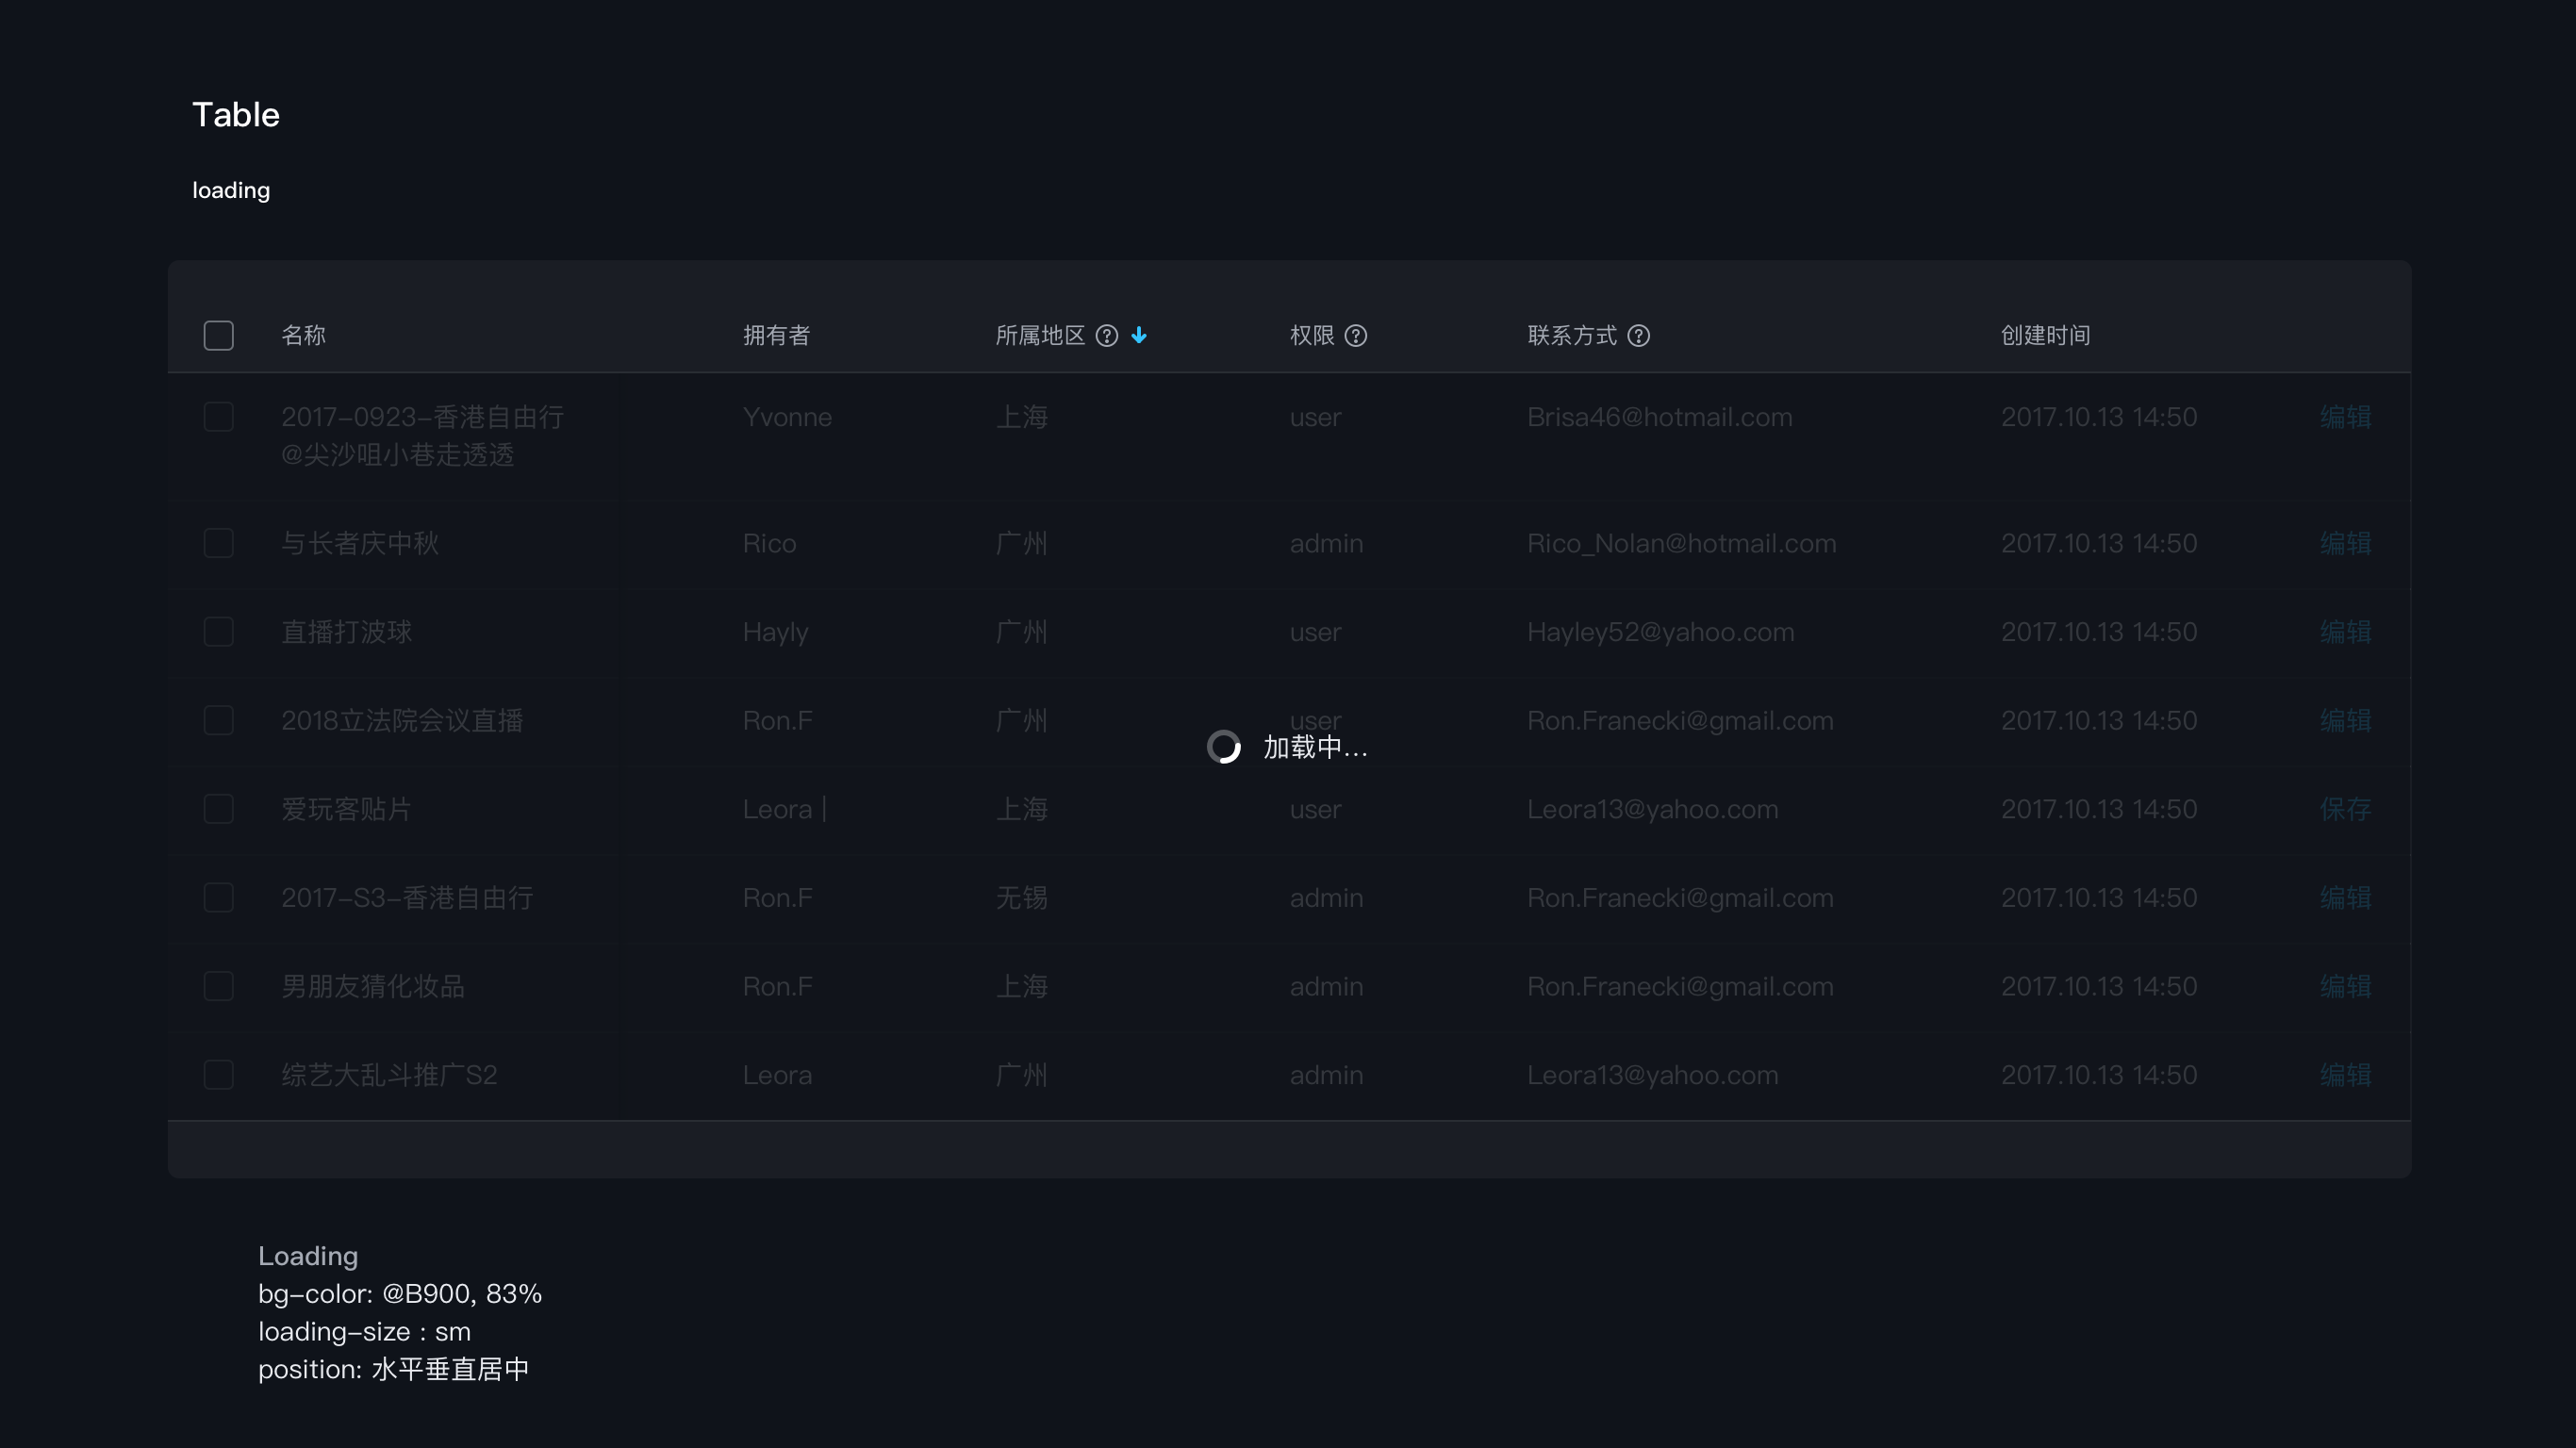 Table
loading
名称 拥有者 所属地区 权限 联系方式 创建时间
2017-0923-香港自由行 Yvonne 上海 user Brisa46@hotmail.com 2017.10.13 14:50 编辑
@尖沙咀小巷走透透
与长者庆中秋 Rico 广州 admin Rico_Nolan@hotmail.com 2017.10.13 14:50 编辑
直播打波球 Hayly 广州 user Hayley52@yahoo.com 2017.10.13 14:50 编辑
2018立法院会议直播 Ron.F 广州 user Ron.Franecki@gmail.com 2017.10.13 14:50 编辑
加载中...
爱玩客贴片 Leora | 上海 user Leora13@yahoo.com 2017.10.13 14:50 保存
2017-S3-香港自由行 Ron.F 无锡 admin Ron.Franecki@gmail.com 2017.10.13 14:50 编辑
男朋友猜化妆品 Ron.F 上海 admin Ron.Franecki@gmail.com 2017.10.13 14:50 编辑
综艺大乱斗推广S2 Leora 广州 admin Leora13@yahoo.com 2017.10.13 14:50 编辑
Loading
bg-color: @B900, 83%
loading-size : sm
position: 水平垂直居中